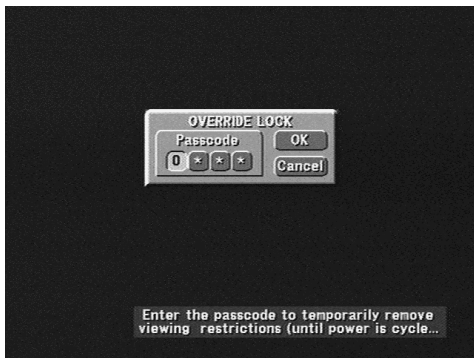 OVERRIDE LOCK
Passcode
OK
0 * * *
Cancel
Enter the passcode to temporarily remove
viewing restrictions (until power is cycle...